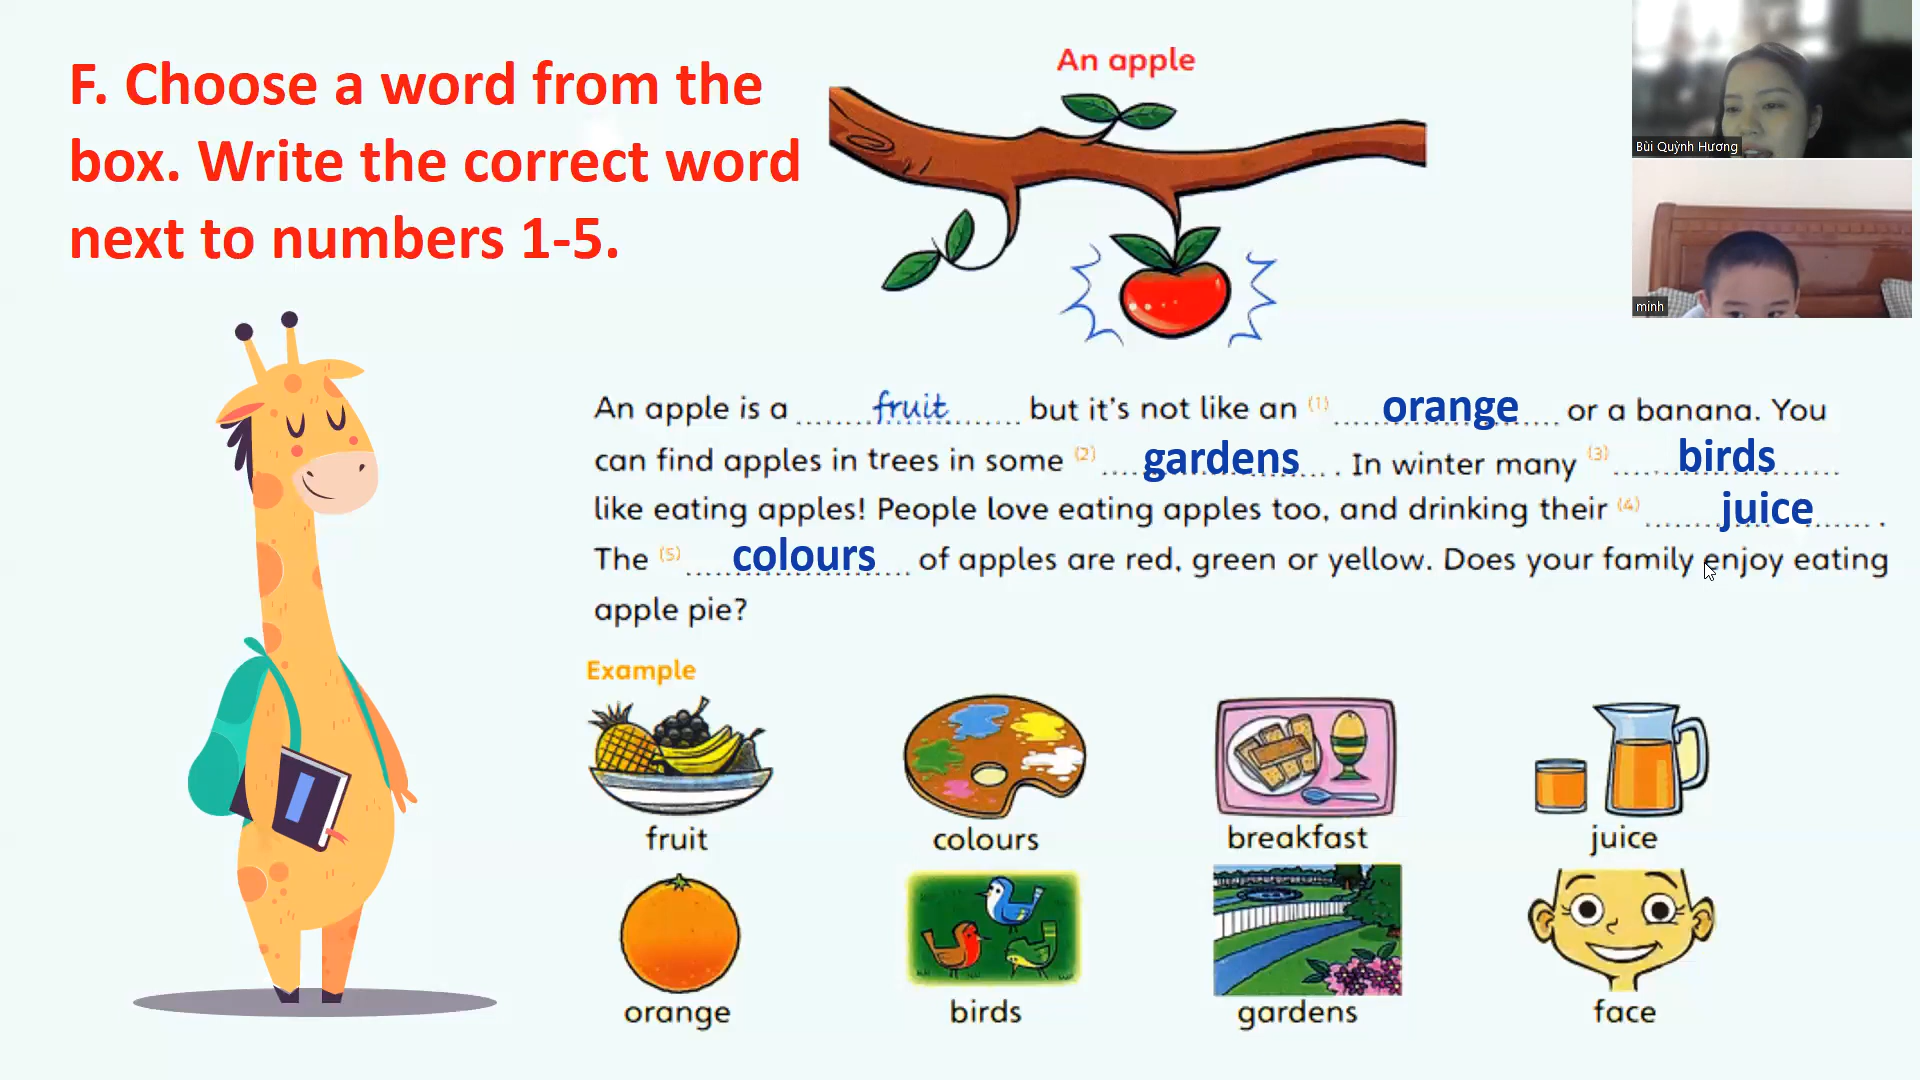 F. Choose a word from the
box. Write the correct word
next to numbers 1-5.
An apple
Bùi Quỳnh Hương
minh
An apple is a fruit but it's not like an (1) orange or a banana. You
can find apples in trees in some (2) gardens. In winter many (3) birds
like eating apples! People love eating apples too, and drinking their (4) juice.
The (5) colours of apples are red, green or yellow. Does your family enjoy eating
apple pie?
Example
fruit colours breakfast juice
orange birds gardens face